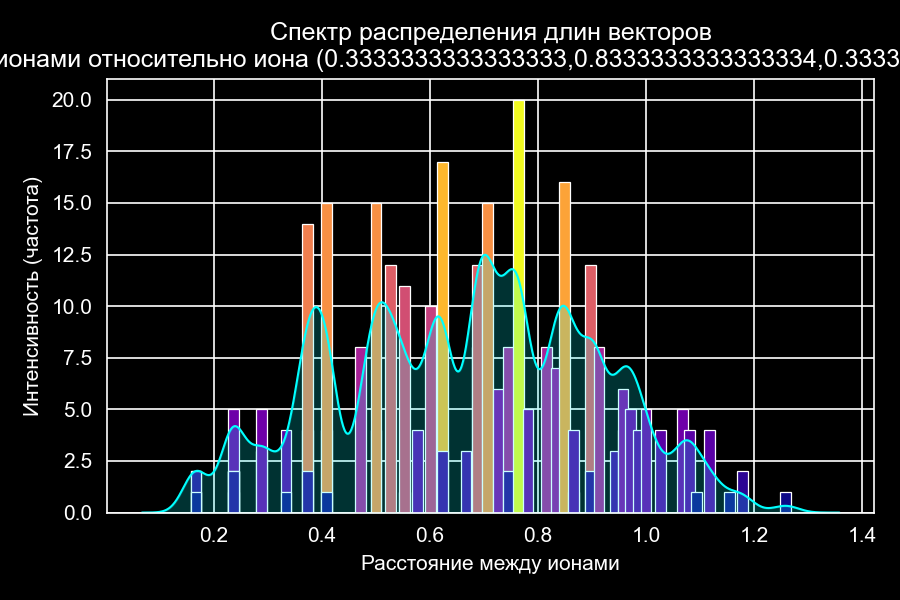 Спектр распределения длин векторов
ионами относительно иона (0.3333333333333333,0.8333333333333334,0.3333
Интенсивность (частота)
20.0
17.5
15.0
12.5
10.0
7.5
5.0
2.5
0.0
0.2 0.4 0.6 0.8 1.0 1.2 1.4
Расстояние между ионами